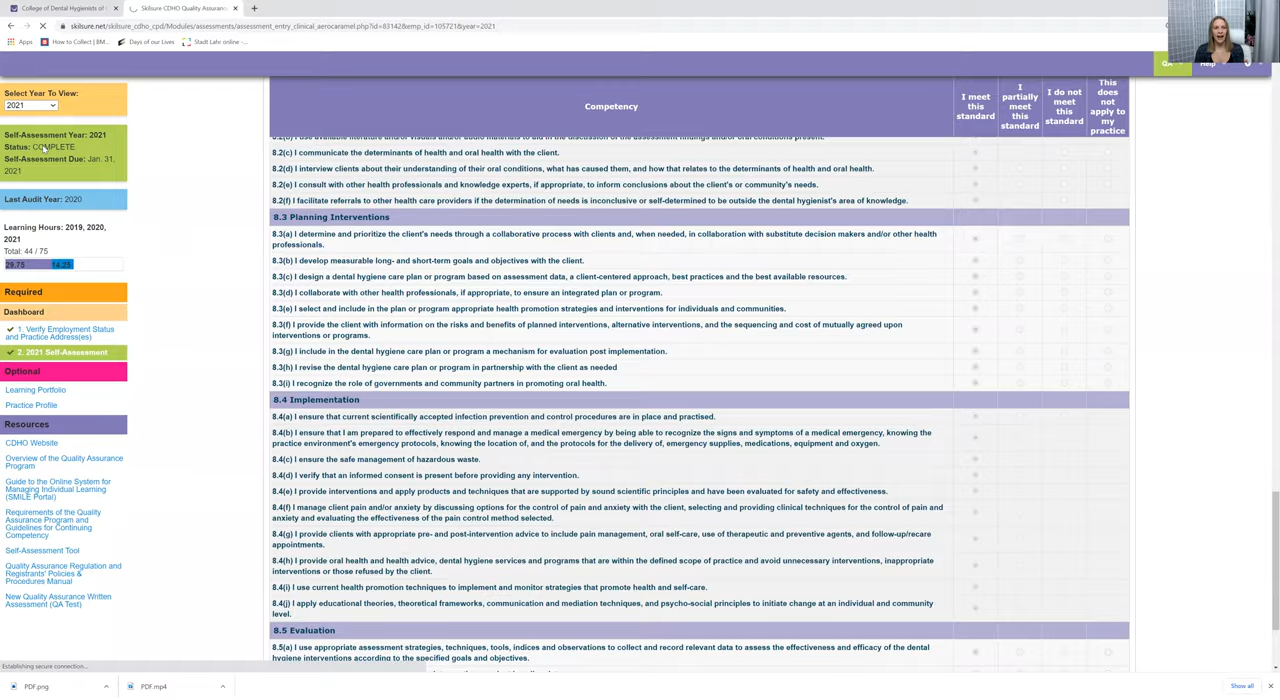 College of Dental Hygienists of
Skilsure CDHO Quality Assuranc
skilsure.net/skilsure_cdho_cpd/Modules/assessments/assessment_entry_clinical_aerocaramel.php?id=83142&emp_id=105721&year=2021
Apps
How to Collect | BM...
Days of our Lives
Stadt Lahr online -...
QA
Help
Select Year To View:
2021
Self-Assessment Year: 2021
Status: COMPLETE
Self-Assessment Due: Jan. 31,
2021
Last Audit Year: 2020
Learning Hours: 2019, 2020,
2021
Total: 44 / 75
29.75 14.25
Required
Dashboard
1. Verify Employment Status
and Practice Address(es)
2. 2021 Self-Assessment
Optional
Learning Portfolio
Practice Profile
Resources
CDHO Website
Overview of the Quality Assurance
Program
Guide to the Online System for
Managing Individual Learning
(SMILE Portal)
Requirements of the Quality
Assurance Program and
Guidelines for Continuing
Competency
Self-Assessment Tool
Quality Assurance Regulation and
Registrants' Policies &
Procedures Manual
New Quality Assurance Written
Assessment (QA Test)
Competency
I meet
this
standard
I
partially
meet
this
standard
I do not
meet
this
standard
This
does
not
apply to
my
practice
8.2(c) I communicate the determinants of health and oral health with the client.
8.2(d) I interview clients about their understanding of their oral conditions, what has caused them, and how that relates to the determinants of health and oral health.
8.2(e) I consult with other health professionals and knowledge experts, if appropriate, to inform conclusions about the client's or community's needs.
8.2(f) I facilitate referrals to other health care providers if the determination of needs is inconclusive or self-determined to be outside the dental hygienist's area of knowledge.
8.3 Planning Interventions
8.3(a) I determine and prioritize the client's needs through a collaborative process with clients and, when needed, in collaboration with substitute decision makers and/or other health
professionals.
8.3(b) I develop measurable long- and short-term goals and objectives with the client.
8.3(c) I design a dental hygiene care plan or program based on assessment data, a client-centered approach, best practices and the best available resources.
8.3(d) I collaborate with other health professionals, if appropriate, to ensure an integrated plan or program.
8.3(e) I select and include in the plan or program appropriate health promotion strategies and interventions for individuals and communities.
8.3(f) I provide the client with information on the risks and benefits of planned interventions, alternative interventions, and the sequencing and cost of mutually agreed upon
interventions or programs.
8.3(g) I include in the dental hygiene care plan or program a mechanism for evaluation post implementation.
8.3(h) I revise the dental hygiene care plan or program in partnership with the client as needed
8.3(i) I recognize the role of governments and community partners in promoting oral health.
8.4 Implementation
8.4(a) I ensure that current scientifically accepted infection prevention and control procedures are in place and practised.
8.4(b) I ensure that I am prepared to effectively respond and manage a medical emergency by being able to recognize the signs and symptoms of a medical emergency, knowing the
practice environment's emergency protocols, knowing the location of, and the protocols for the delivery of, emergency supplies, medications, equipment and oxygen.
8.4(c) I ensure the safe management of hazardous waste.
8.4(d) I verify that an informed consent is present before providing any intervention.
8.4(e) I provide interventions and apply products and techniques that are supported by sound scientific principles and have been evaluated for safety and effectiveness.
8.4(f) I manage client pain and/or anxiety by discussing options for the control of pain and anxiety with the client, selecting and providing clinical techniques for the control of pain and
anxiety and evaluating the effectiveness of the pain control method selected.
8.4(g) I provide clients with appropriate pre- and post-intervention advice to include pain management, oral self-care, use of therapeutic and preventive agents, and follow-up/recare
appointments.
8.4(h) I provide oral health and health advice, dental hygiene services and programs that are within the defined scope of practice and avoid unnecessary interventions, inappropriate
interventions or those refused by the client.
8.4(i) I use current health promotion techniques to implement and monitor strategies that promote health and self-care.
8.4(j) I apply educational theories, theoretical frameworks, communication and mediation techniques, and psycho-social principles to initiate change at an individual and community
level.
8.5 Evaluation
8.5(a) I use appropriate assessment strategies, techniques, tools, indices and observations to collect and record relevant data to assess the effectiveness and efficacy of the dental
hygiene interventions according to the specified goals and objectives.
Establishing secure connection...
PDF.png
PDF.mp4
Show all